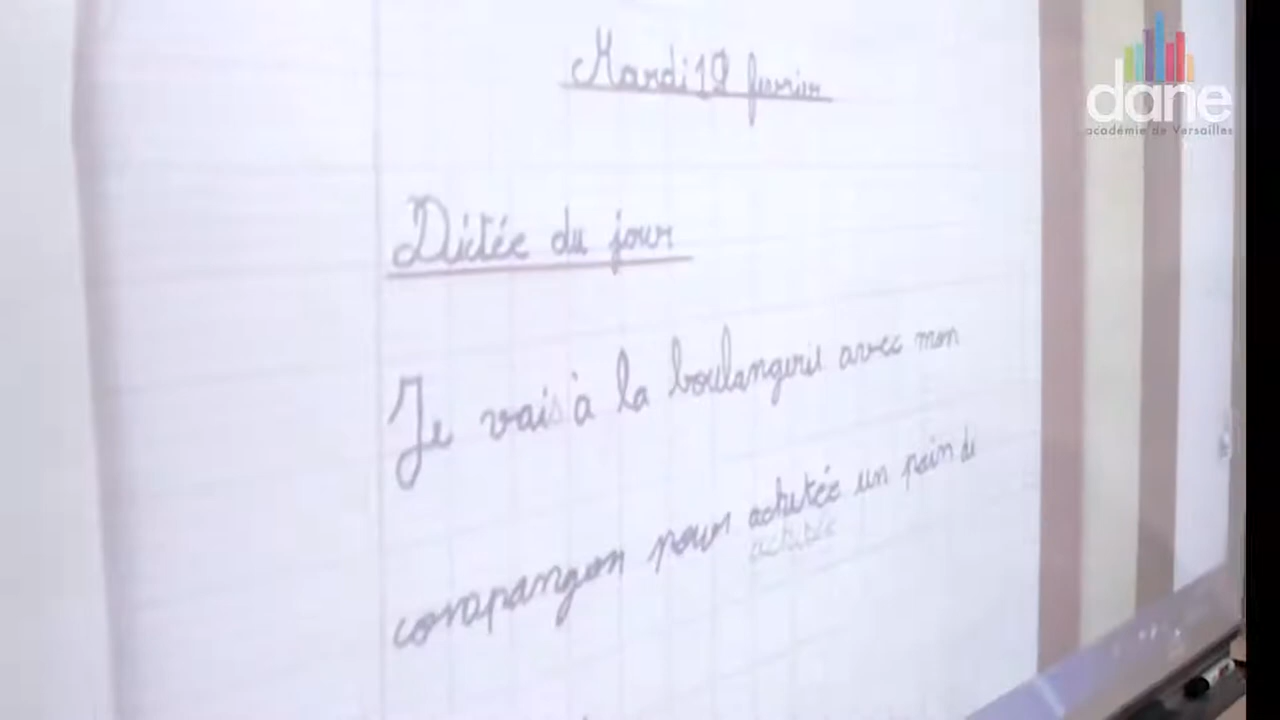 Mardi 12 fevrier
dane
académie de Versailles
Dictée du jour
Je vais à la boulangerie avec mon
compangon pour achetée un pain de
achetée